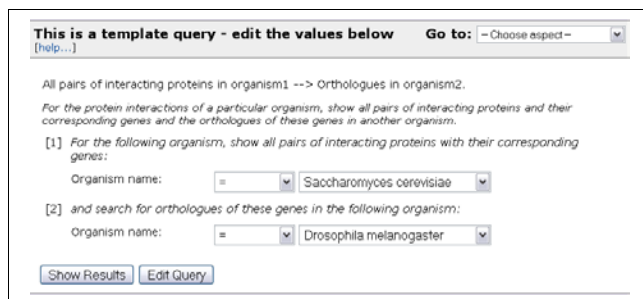 This is a template query - edit the values below Go to: - Choose aspect -
[help...]
All pairs of interacting proteins in organism1 --> Orthologues in organism2.
For the protein interactions of a particular organism, show all pairs of interacting proteins and their
corresponding genes and the orthologues of these genes in another organism.
[1] For the following organism, show all pairs of interacting proteins with their corresponding
genes:
Organism name: = Saccharomyces cerevisiae
[2] and search for orthologues of these genes in the following organism:
Organism name: = Drosophila melanogaster
Show Results Edit Query